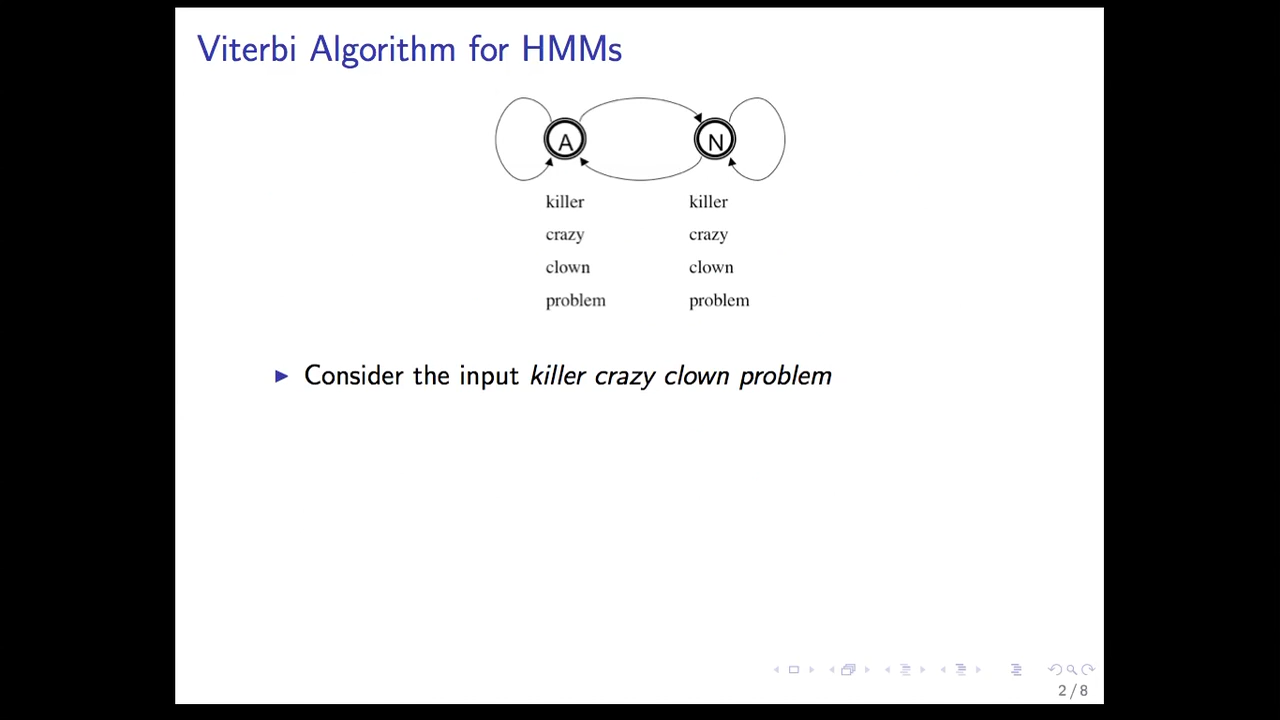 Viterbi Algorithm for HMMs
A N
killer killer
crazy crazy
clown clown
problem problem
Consider the input killer crazy clown problem
2 / 8